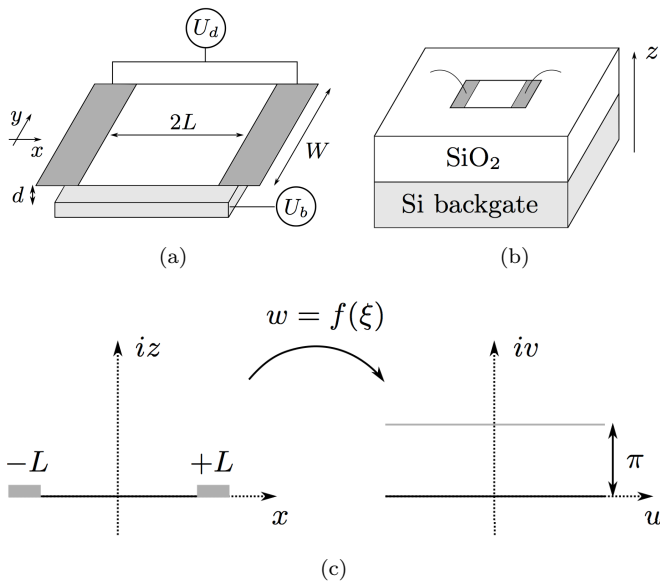 U_d
y
x
2L
W
d
U_b
(a)
z
SiO₂
Si backgate
(b)
w = f(ξ)
iz
iv
−L
+L
π
x
u
(c)